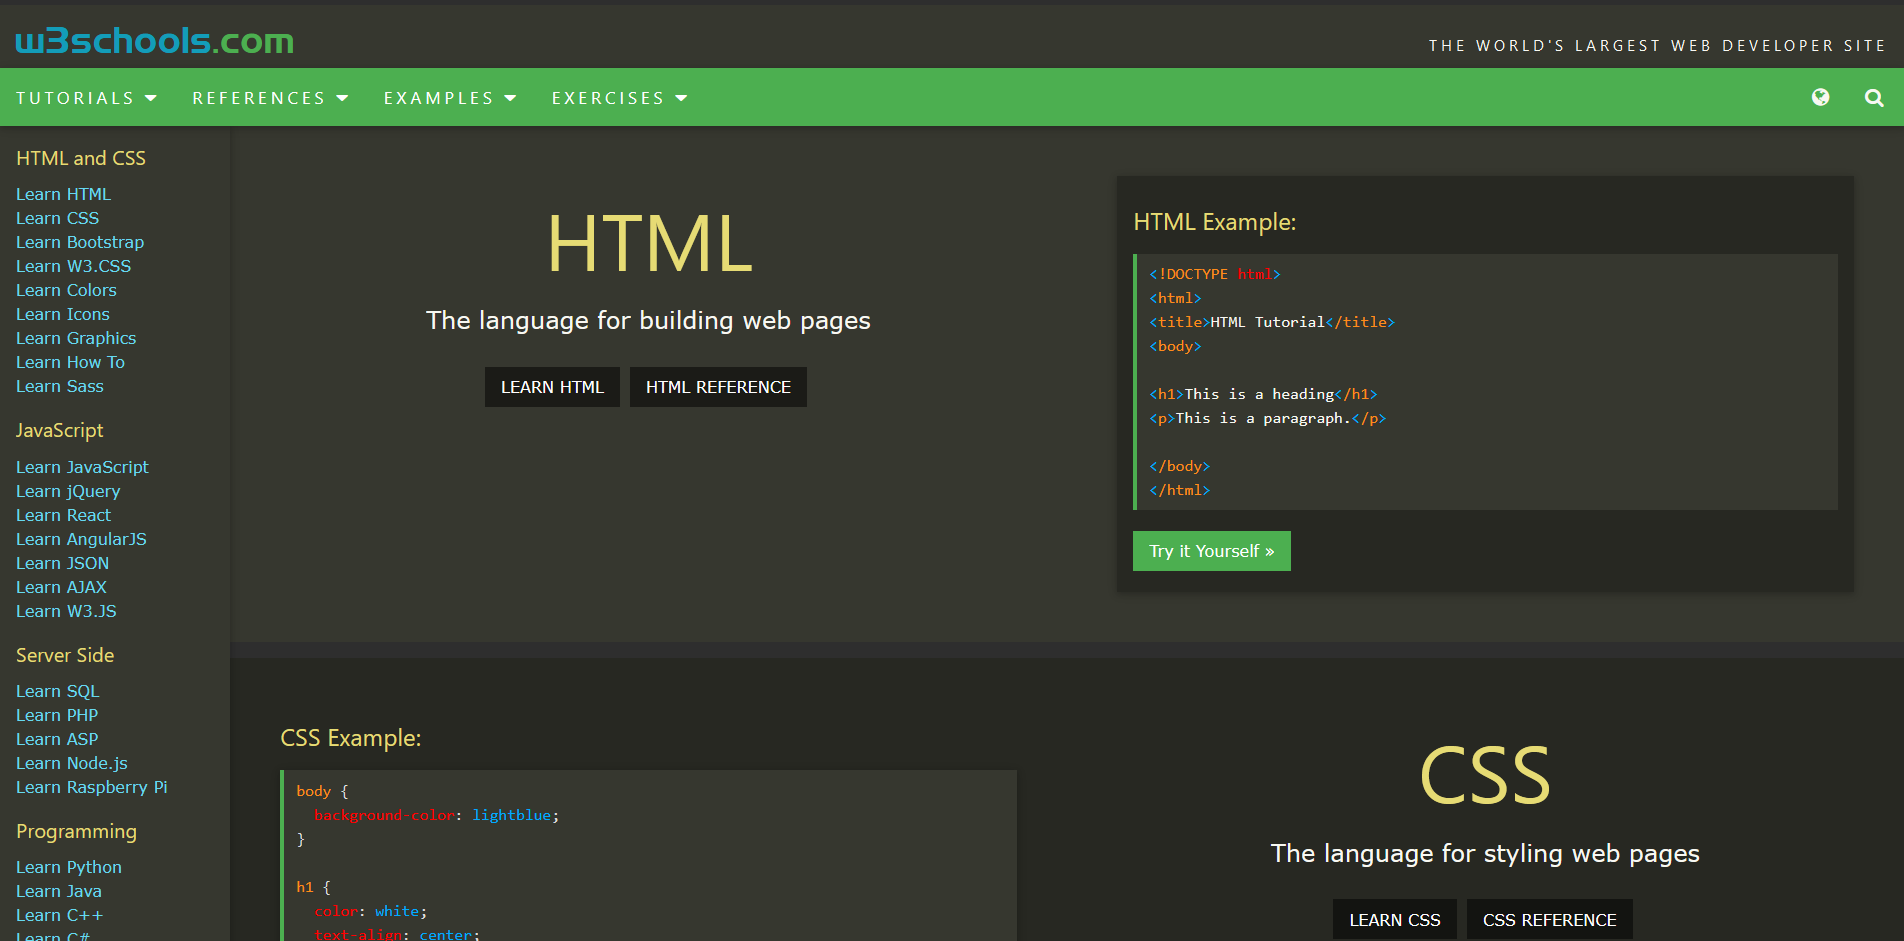 w3schools.com
THE WORLD'S LARGEST WEB DEVELOPER SITE
TUTORIALS REFERENCES EXAMPLES EXERCISES
HTML and CSS
Learn HTML
Learn CSS
Learn Bootstrap
Learn W3.CSS
Learn Colors
Learn Icons
Learn Graphics
Learn How To
Learn Sass
JavaScript
Learn JavaScript
Learn jQuery
Learn React
Learn AngularJS
Learn JSON
Learn AJAX
Learn W3.JS
Server Side
Learn SQL
Learn PHP
Learn ASP
Learn Node.js
Learn Raspberry Pi
Programming
Learn Python
Learn Java
Learn C++
Learn C#
HTML
The language for building web pages
LEARN HTML HTML REFERENCE
HTML Example:
<!DOCTYPE html>
<html>
<title>HTML Tutorial</title>
<body>
<h1>This is a heading</h1>
<p>This is a paragraph.</p>
</body>
</html>
Try it Yourself »
CSS Example:
body {
background-color: lightblue;
}
h1 {
color: white;
text-align: center;
CSS
The language for styling web pages
LEARN CSS CSS REFERENCE